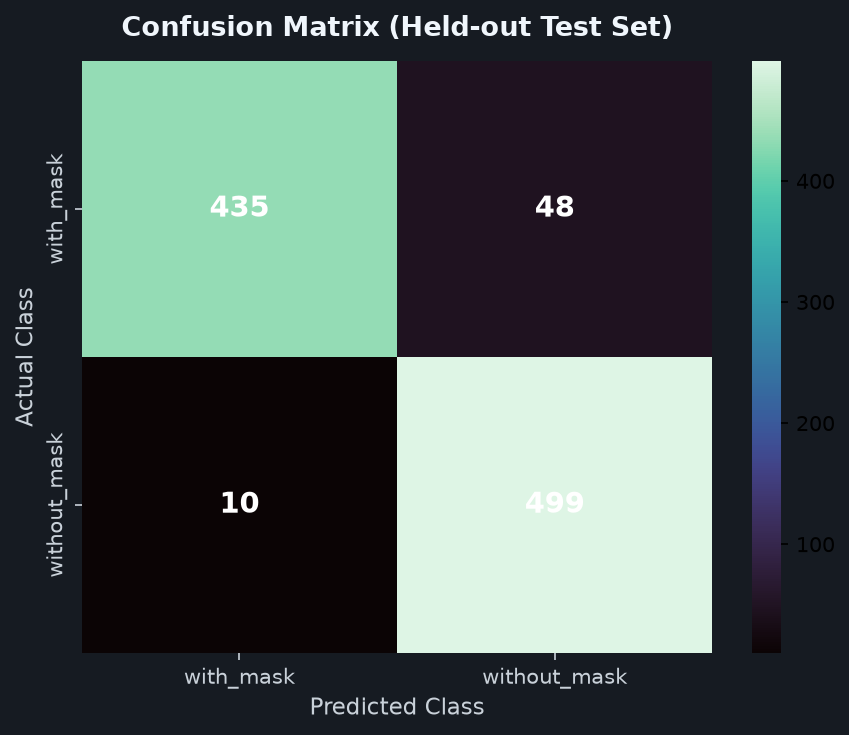 Confusion Matrix (Held-out Test Set)
with_mask
435
48
400
300
Actual Class
200
without_mask
10
499
100
with_mask
without_mask
Predicted Class